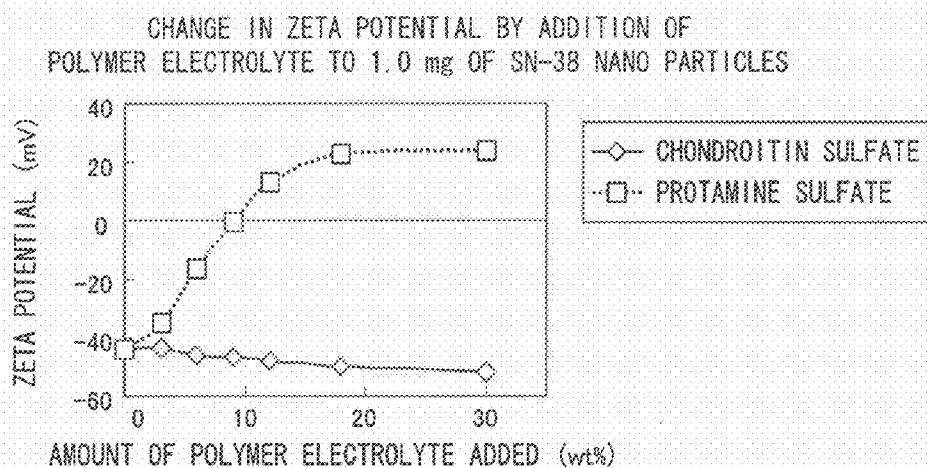 CHANGE IN ZETA POTENTIAL BY ADDITION OF
POLYMER ELECTROLYTE TO 1.0 mg OF SN-38 NANO PARTICLES
ZETA POTENTIAL (mV)
40
20
0
-20
-40
-60
0 10 20 30
AMOUNT OF POLYMER ELECTROLYTE ADDED (wt%)
CHONDROITIN SULFATE
PROTAMINE SULFATE